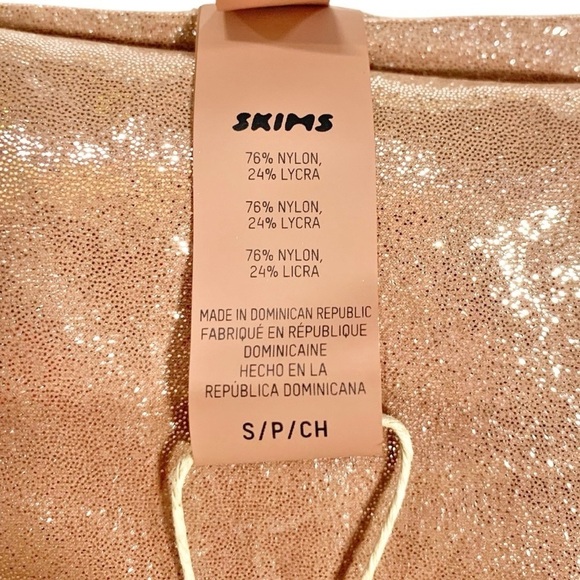 SKIMS
76% NYLON,
24% LYCRA
76% NYLON,
24% LYCRA
76% NYLON,
24% LICRA
MADE IN DOMINICAN REPUBLIC
FABRIQUÉ EN RÉPUBLIQUE
DOMINICAINE
HECHO EN LA
REPÚBLICA DOMINICANA
S/P/CH